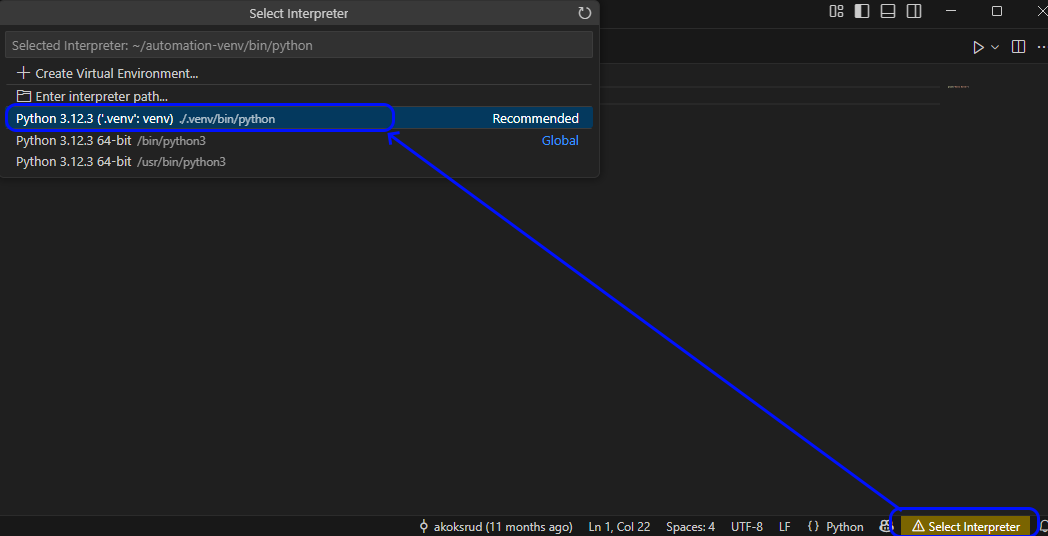 Select Interpreter
Selected Interpreter: ~/automation-venv/bin/python
Create Virtual Environment...
Enter interpreter path...
Python 3.12.3 ('.venv': venv) ./.venv/bin/python Recommended
Python 3.12.3 64-bit /bin/python3 Global
Python 3.12.3 64-bit /usr/bin/python3
akoksrud (11 months ago) Ln 1, Col 22 Spaces: 4 UTF-8 LF {} Python Select Interpreter